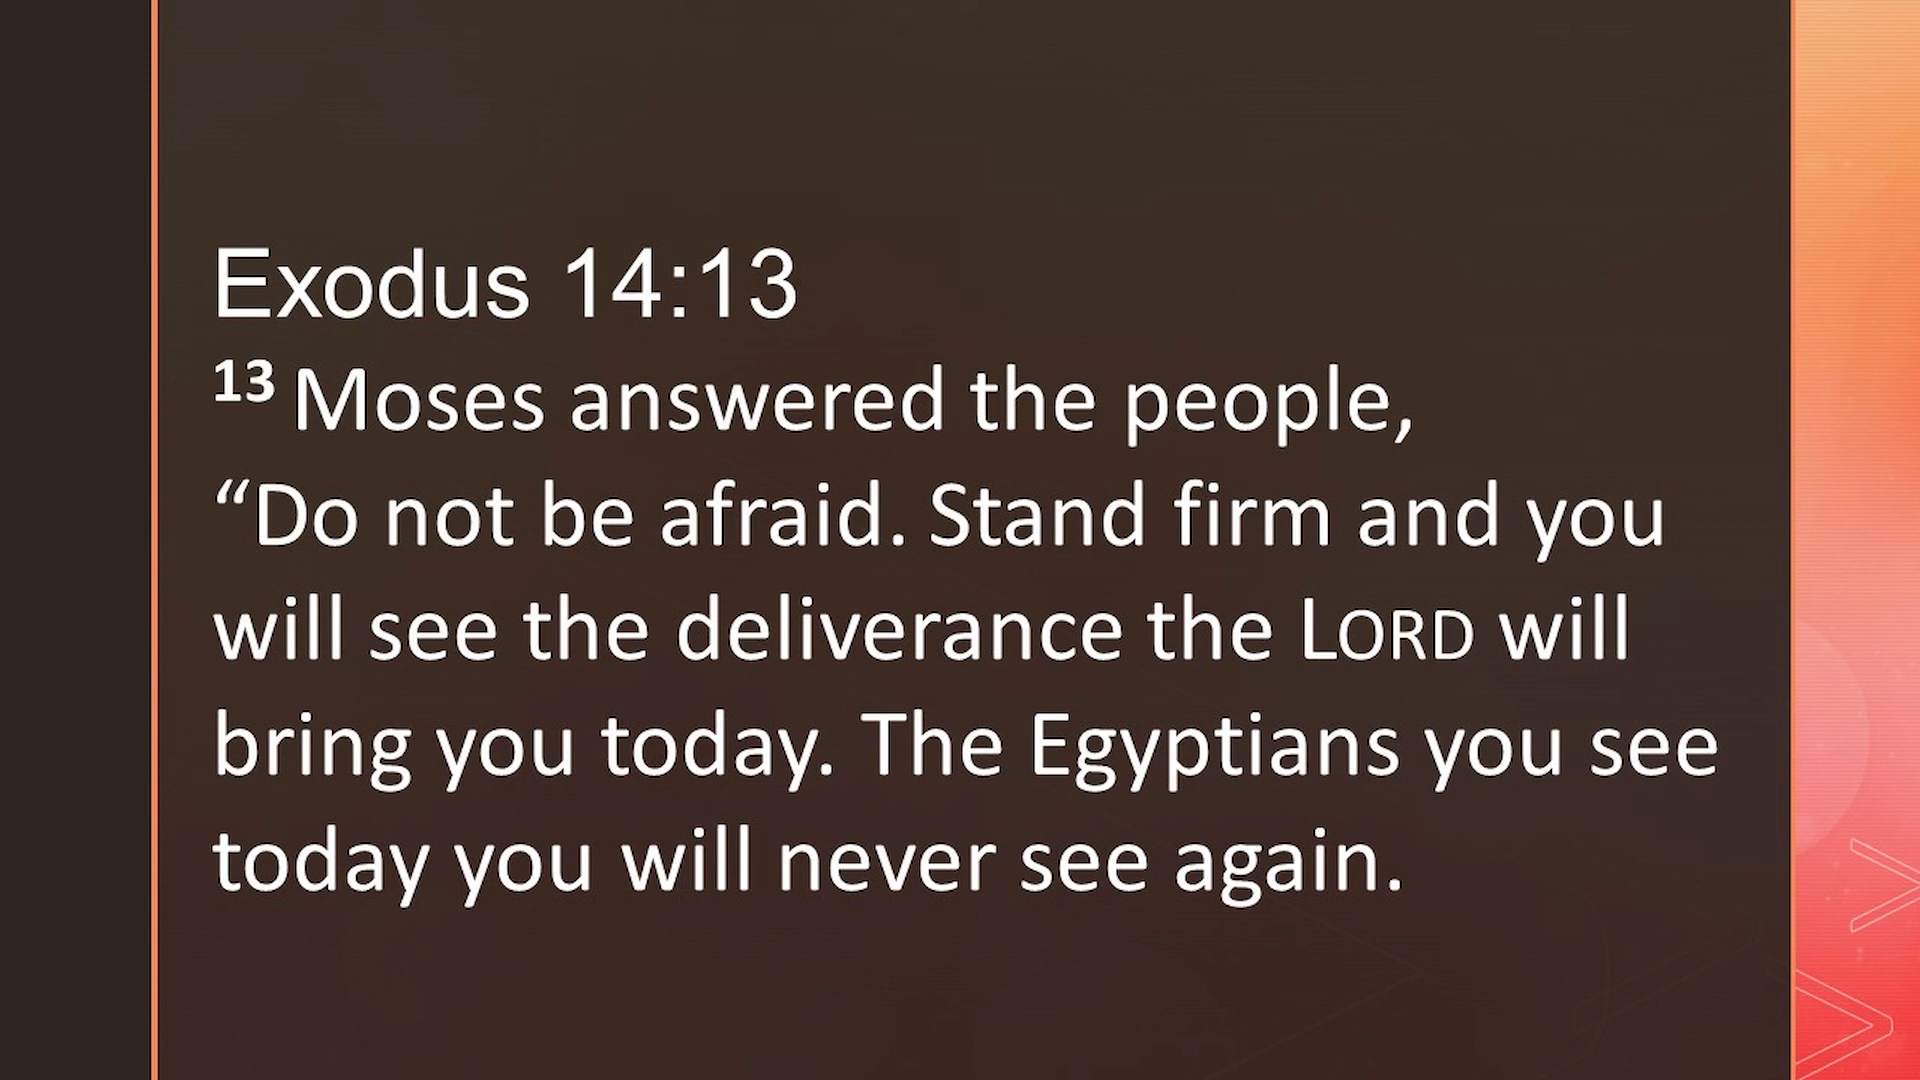 Exodus 14:13
13 Moses answered the people,
“Do not be afraid. Stand firm and you
will see the deliverance the LORD will
bring you today. The Egyptians you see
today you will never see again.